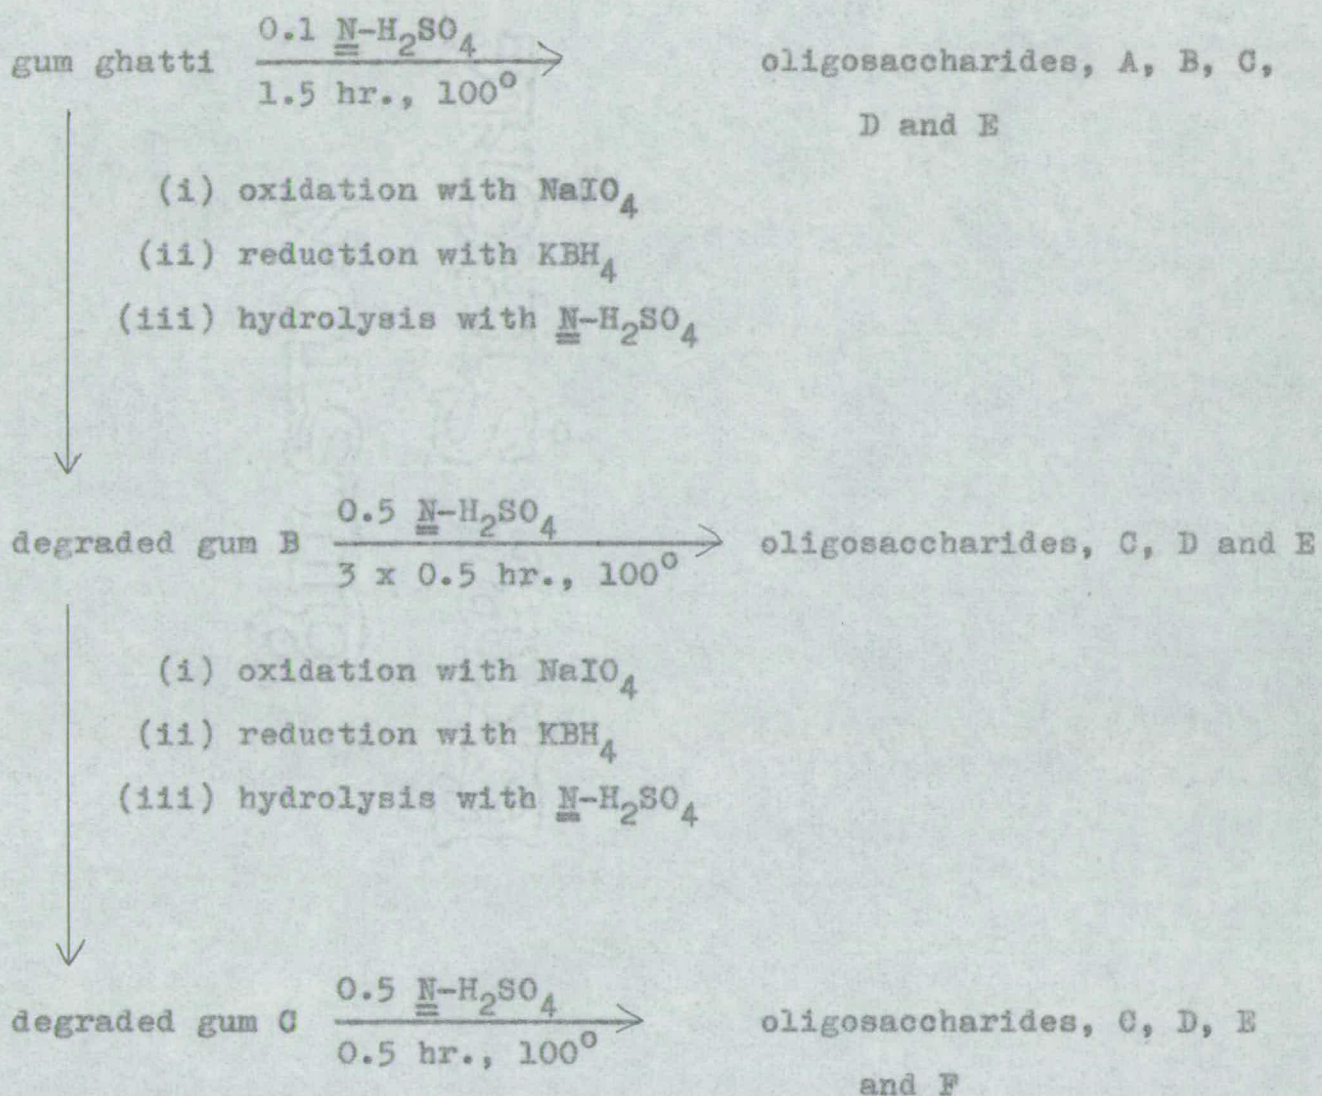 gum ghatti 0.1 N-H2SO4 oligosaccharides, A, B, C,
1.5 hr., 100° D and E
(i) oxidation with NaIO4
(ii) reduction with KBH4
(iii) hydrolysis with N-H2SO4
degraded gum B 0.5 N-H2SO4 oligosaccharides, C, D and E
3 x 0.5 hr., 100°
(i) oxidation with NaIO4
(ii) reduction with KBH4
(iii) hydrolysis with N-H2SO4
degraded gum C 0.5 N-H2SO4 oligosaccharides, C, D, E
0.5 hr., 100° and F